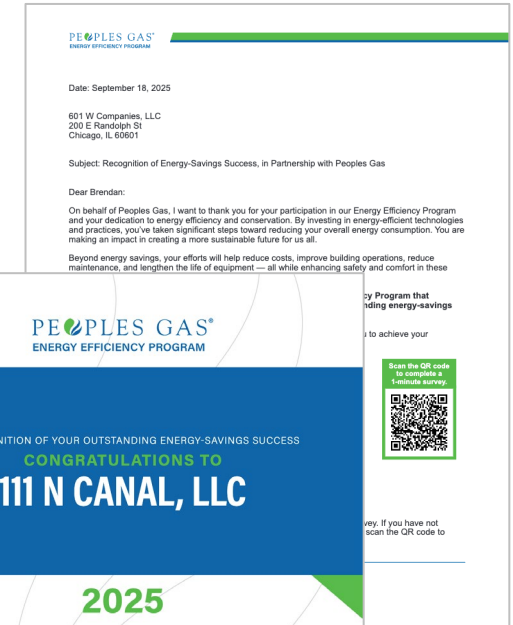 PEOPLES GAS®
ENERGY EFFICIENCY PROGRAM
Date: September 18, 2025
601 W Companies, LLC
200 E Randolph St
Chicago, IL 60601
Subject: Recognition of Energy-Savings Success, in Partnership with Peoples Gas
Dear Brendan:
On behalf of Peoples Gas, I want to thank you for your participation in our Energy Efficiency Program
and your dedication to energy efficiency and conservation. By investing in energy-efficient technologies
and practices, you've taken significant steps toward reducing your overall energy consumption. You are
making an impact in creating a more sustainable future for us all.
Beyond energy savings, your efforts will help reduce costs, improve building operations, reduce
maintenance, and lengthen the life of equipment — all while enhancing safety and comfort in these
cy Program that
nding energy-savings
to achieve your
Scan the QR code
to complete a
1-minute survey.
vey. If you have not
scan the QR code to
PEOPLES GAS®
ENERGY EFFICIENCY PROGRAM
NITION OF YOUR OUTSTANDING ENERGY-SAVINGS SUCCESS
CONGRATULATIONS TO
111 N CANAL, LLC
2025